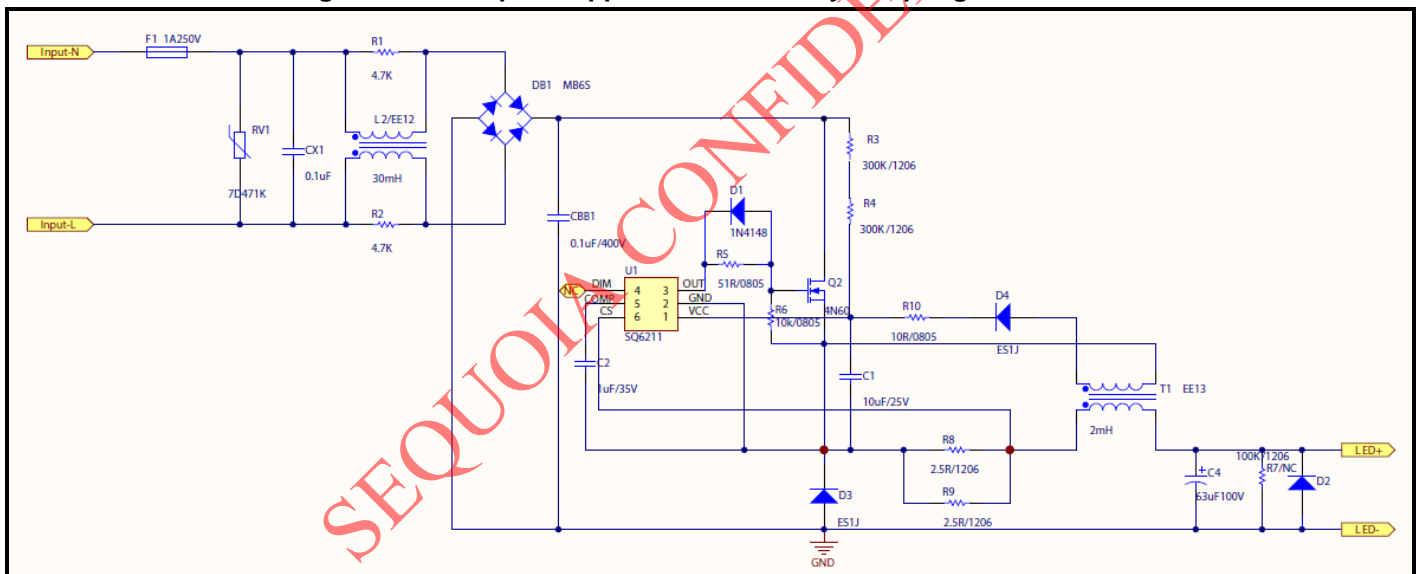 Input-N
F1 1A250V
R1
4.7K
DB1 MB6S
RV1
7D471K
CX1
0.1uF
L2/EE12
30mH
R2
4.7K
Input-L
CBB1
0.1uF/400V
R3
300K/1206
R4
300K/1206
D1
1N4148
R5
51R/0805
U1
NC
DIM
4
3
OUT
COMP
5
2
GND
CS
6
1
VCC
SQ6211
Q2
4N60
R6
10k/0805
R10
10R/0805
D4
ES1J
C2
1uF/35V
C1
10uF/25V
T1 EE13
2mH
R8
2.5R/1206
R9
2.5R/1206
D3
ES1J
GND
100K/1206
R7/NC
C4
63uF100V
D2
LED+
LED-
SEQUOIA CONFIDE